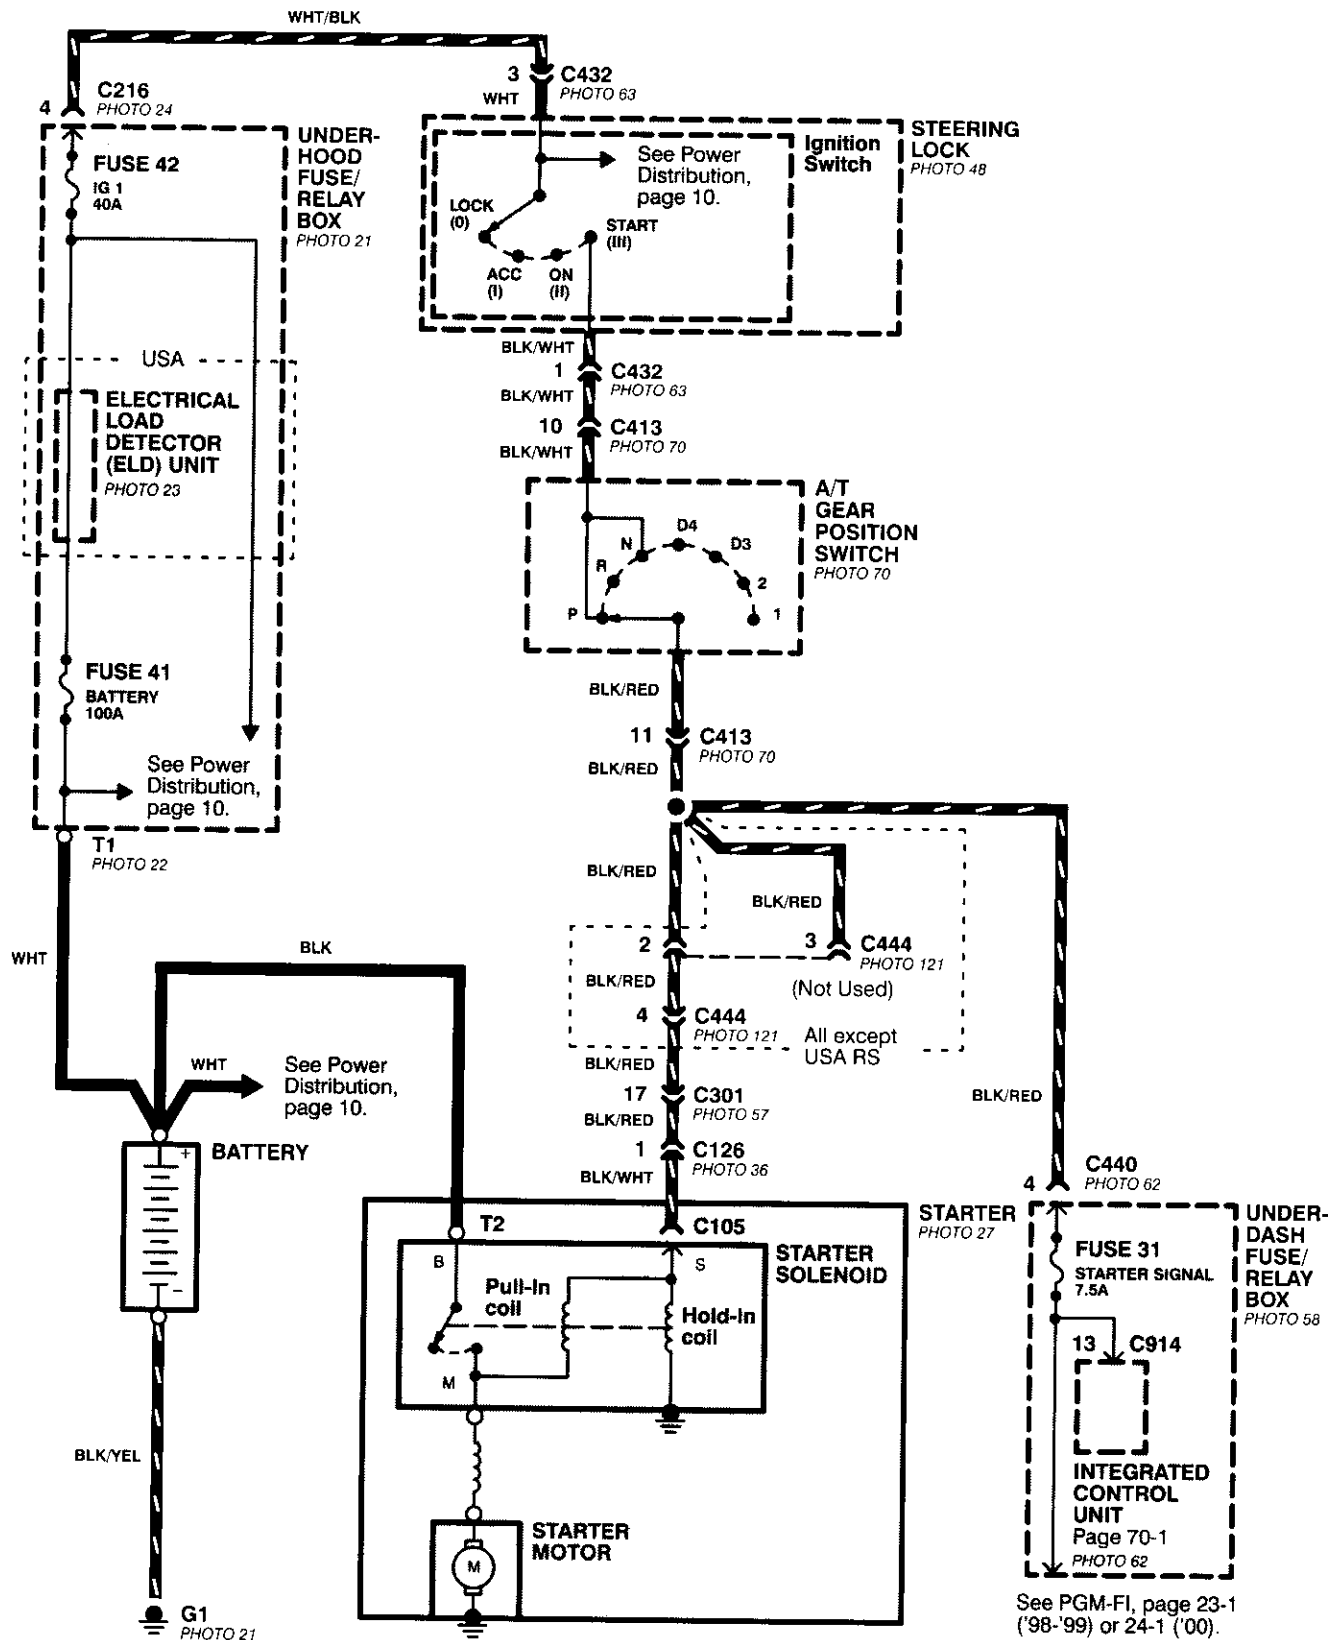 WHT/BLK
4
C216
PHOTO 24
3
C432
PHOTO 63
WHT
UNDER-
HOOD
FUSE/
RELAY
BOX
PHOTO 21
FUSE 42
IG 1
40A
STEERING
LOCK
PHOTO 48
Ignition
Switch
See Power
Distribution,
page 10.
LOCK
(0)
START
(III)
ACC
(I)
ON
(II)
BLK/WHT
1
C432
PHOTO 63
BLK/WHT
10
C413
PHOTO 70
BLK/WHT
USA
ELECTRICAL
LOAD
DETECTOR
(ELD) UNIT
PHOTO 23
A/T
GEAR
POSITION
SWITCH
PHOTO 70
P
R
N
D4
D3
2
1
FUSE 41
BATTERY
100A
See Power
Distribution,
page 10.
T1
PHOTO 22
BLK/RED
11
C413
PHOTO 70
BLK/RED
BLK/RED
BLK/RED
2
3
C444
PHOTO 121
(Not Used)
BLK/RED
4
C444
PHOTO 121
All except
USA RS
BLK/RED
17
C301
PHOTO 57
BLK/RED
1
C126
PHOTO 36
BLK/WHT
WHT
BLK
WHT
See Power
Distribution,
page 10.
BATTERY
+
−
BLK/YEL
G1
PHOTO 21
BLK/RED
4
C440
PHOTO 62
T2
C105
STARTER
PHOTO 27
STARTER
SOLENOID
B
S
Pull-In
coil
Hold-in
coil
M
STARTER
MOTOR
M
UNDER-
DASH
FUSE/
RELAY
BOX
PHOTO 58
FUSE 31
STARTER SIGNAL
7.5A
13
C914
INTEGRATED
CONTROL
UNIT
Page 70-1
PHOTO 62
See PGM-FI, page 23-1
('98-'99) or 24-1 ('00).